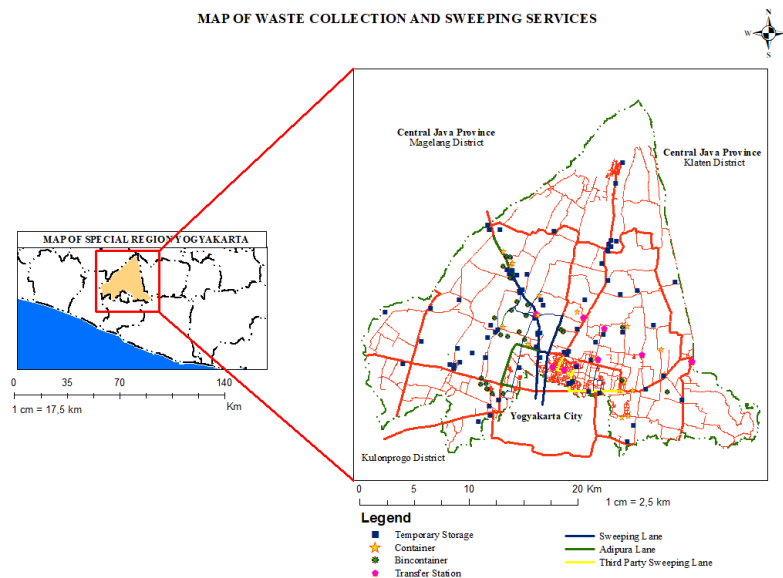 MAP OF WASTE COLLECTION AND SWEEPING SERVICES
N
W
S
Central Java Province
Magelang District
Central Java Province
Klaten District
MAP OF SPECIAL REGION YOGYAKARTA
0 35 70 140
Km
1 cm = 17,5 km
Yogyakarta City
Kulonprogo District
0 5 10 20 Km
1 cm = 2,5 km
Legend
Temporary Storage
Container
Bincontainer
Transfer Station
Sweeping Lane
Adipura Lane
Third Party Sweeping Lane